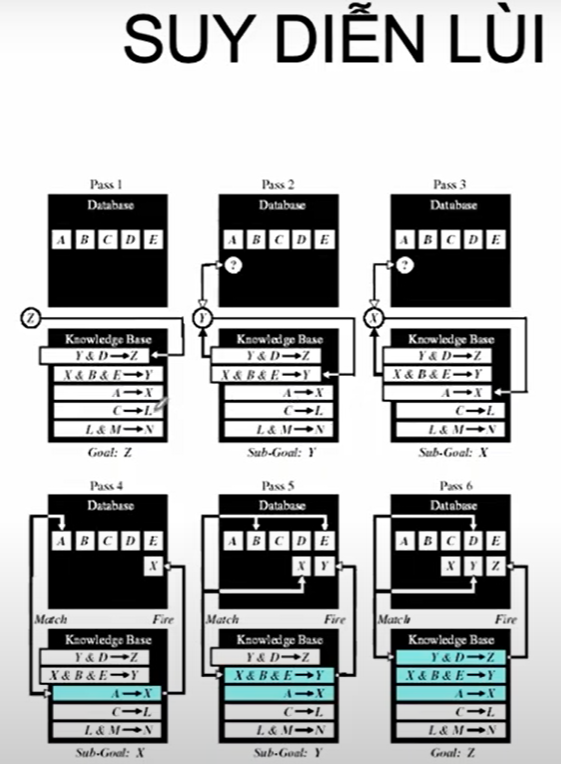 SUY DIỄN LÙI
Pass 1
Database
A B C D E
Z
Knowledge Base
Y & D → Z
X & B & E → Y
A → X
C → L
L & M → N
Goal: Z
Pass 2
Database
A B C D E
?
Y
Knowledge Base
Y & D → Z
X & B & E → Y
A → X
C → L
L & M → N
Sub-Goal: Y
Pass 3
Database
A B C D E
?
X
Knowledge Base
Y & D → Z
X & B & E → Y
A → X
C → L
L & M → N
Sub-Goal: X
Pass 4
Database
A B C D E
X
Match Fire
Knowledge Base
Y & D → Z
X & B & E → Y
A → X
C → L
L & M → N
Sub-Goal: X
Pass 5
Database
A B C D E
X Y
Match Fire
Knowledge Base
Y & D → Z
X & B & E → Y
A → X
C → L
L & M → N
Sub-Goal: Y
Pass 6
Database
A B C D E
X Y Z
Match Fire
Knowledge Base
Y & D → Z
X & B & E → Y
A → X
C → L
L & M → N
Goal: Z